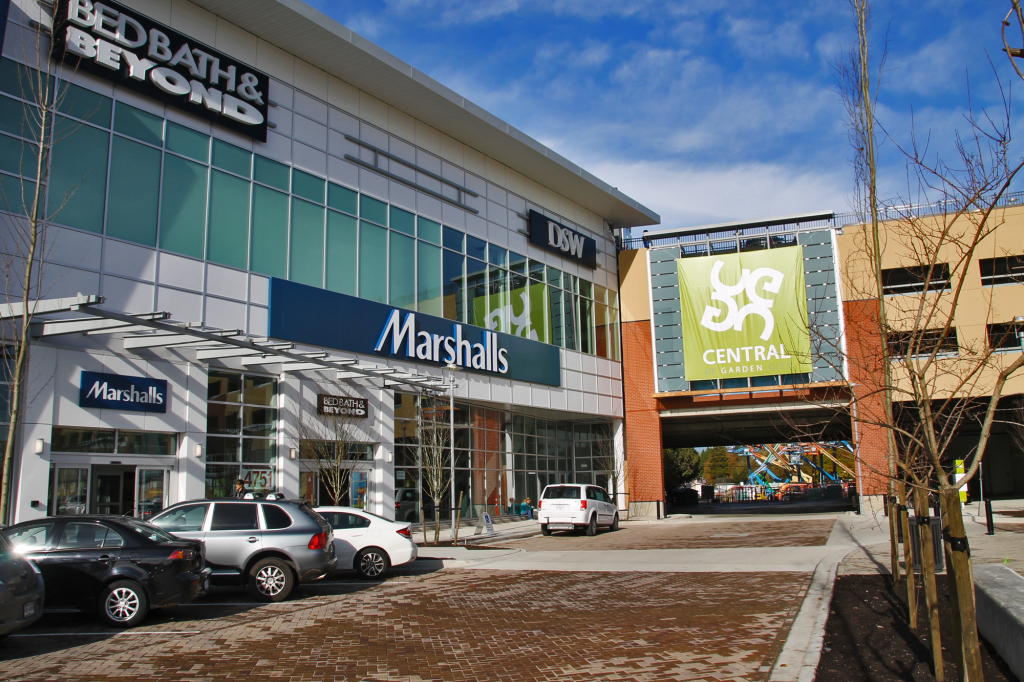 BED BATH &
BEYOND
DSW
Marshalls
CENTRAL
GARDEN
Marshalls
BED BATH &
BEYOND
475